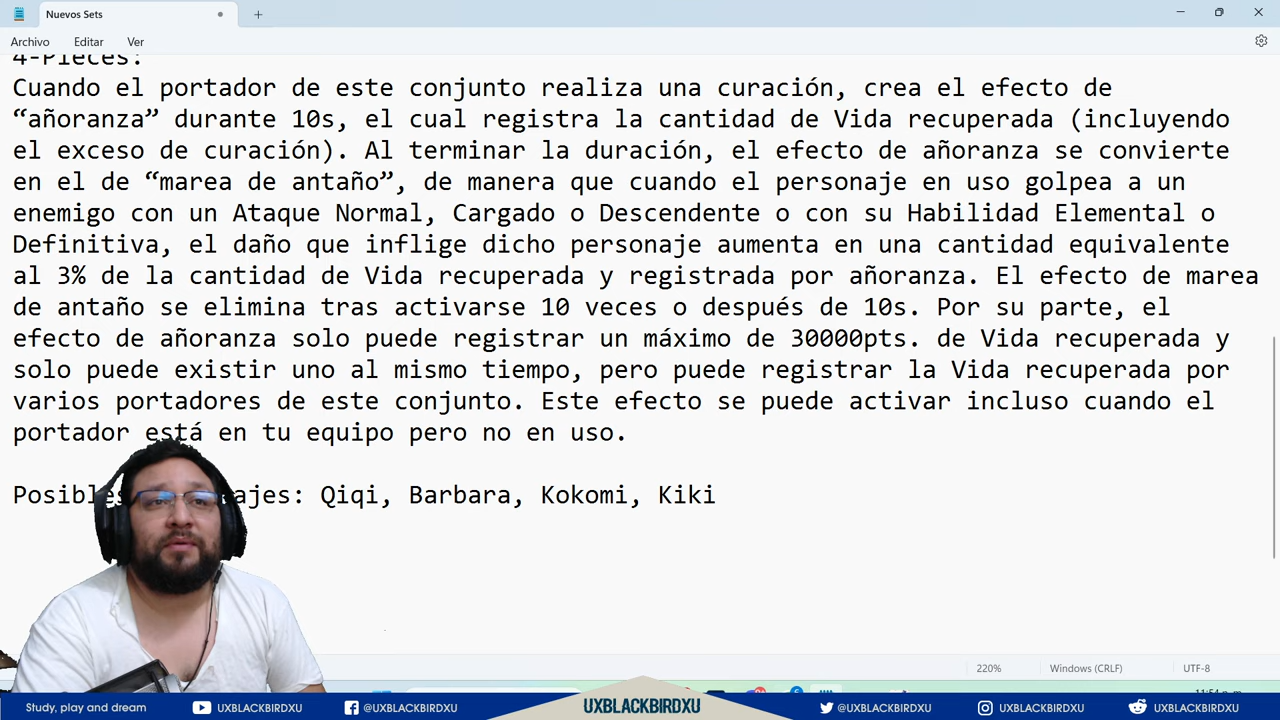 Nuevos Sets
Archivo Editar Ver
4-Pieces:
Cuando el portador de este conjunto realiza una curación, crea el efecto de
“añoranza” durante 10s, el cual registra la cantidad de Vida recuperada (incluyendo
el exceso de curación). Al terminar la duración, el efecto de añoranza se convierte
en el de “marea de antaño”, de manera que cuando el personaje en uso golpea a un
enemigo con un Ataque Normal, Cargado o Descendente o con su Habilidad Elemental o
Definitiva, el daño que inflige dicho personaje aumenta en una cantidad equivalente
al 3% de la cantidad de Vida recuperada y registrada por añoranza. El efecto de marea
de antaño se elimina tras activarse 10 veces o después de 10s. Por su parte, el
efecto de añoranza solo puede registrar un máximo de 30000pts. de Vida recuperada y
solo puede existir uno al mismo tiempo, pero puede registrar la Vida recuperada por
varios portadores de este conjunto. Este efecto se puede activar incluso cuando el
portador está en tu equipo pero no en uso.
Posibles ajes: Qiqi, Barbara, Kokomi, Kiki
220% Windows (CRLF) UTF-8
Study, play and dream UXBLACKBIRDXU @UXBLACKBIRDXU UXBLACKBIRDXU @UXBLACKBIRDXU UXBLACKBIRDXU UXBLACKBIRDXU